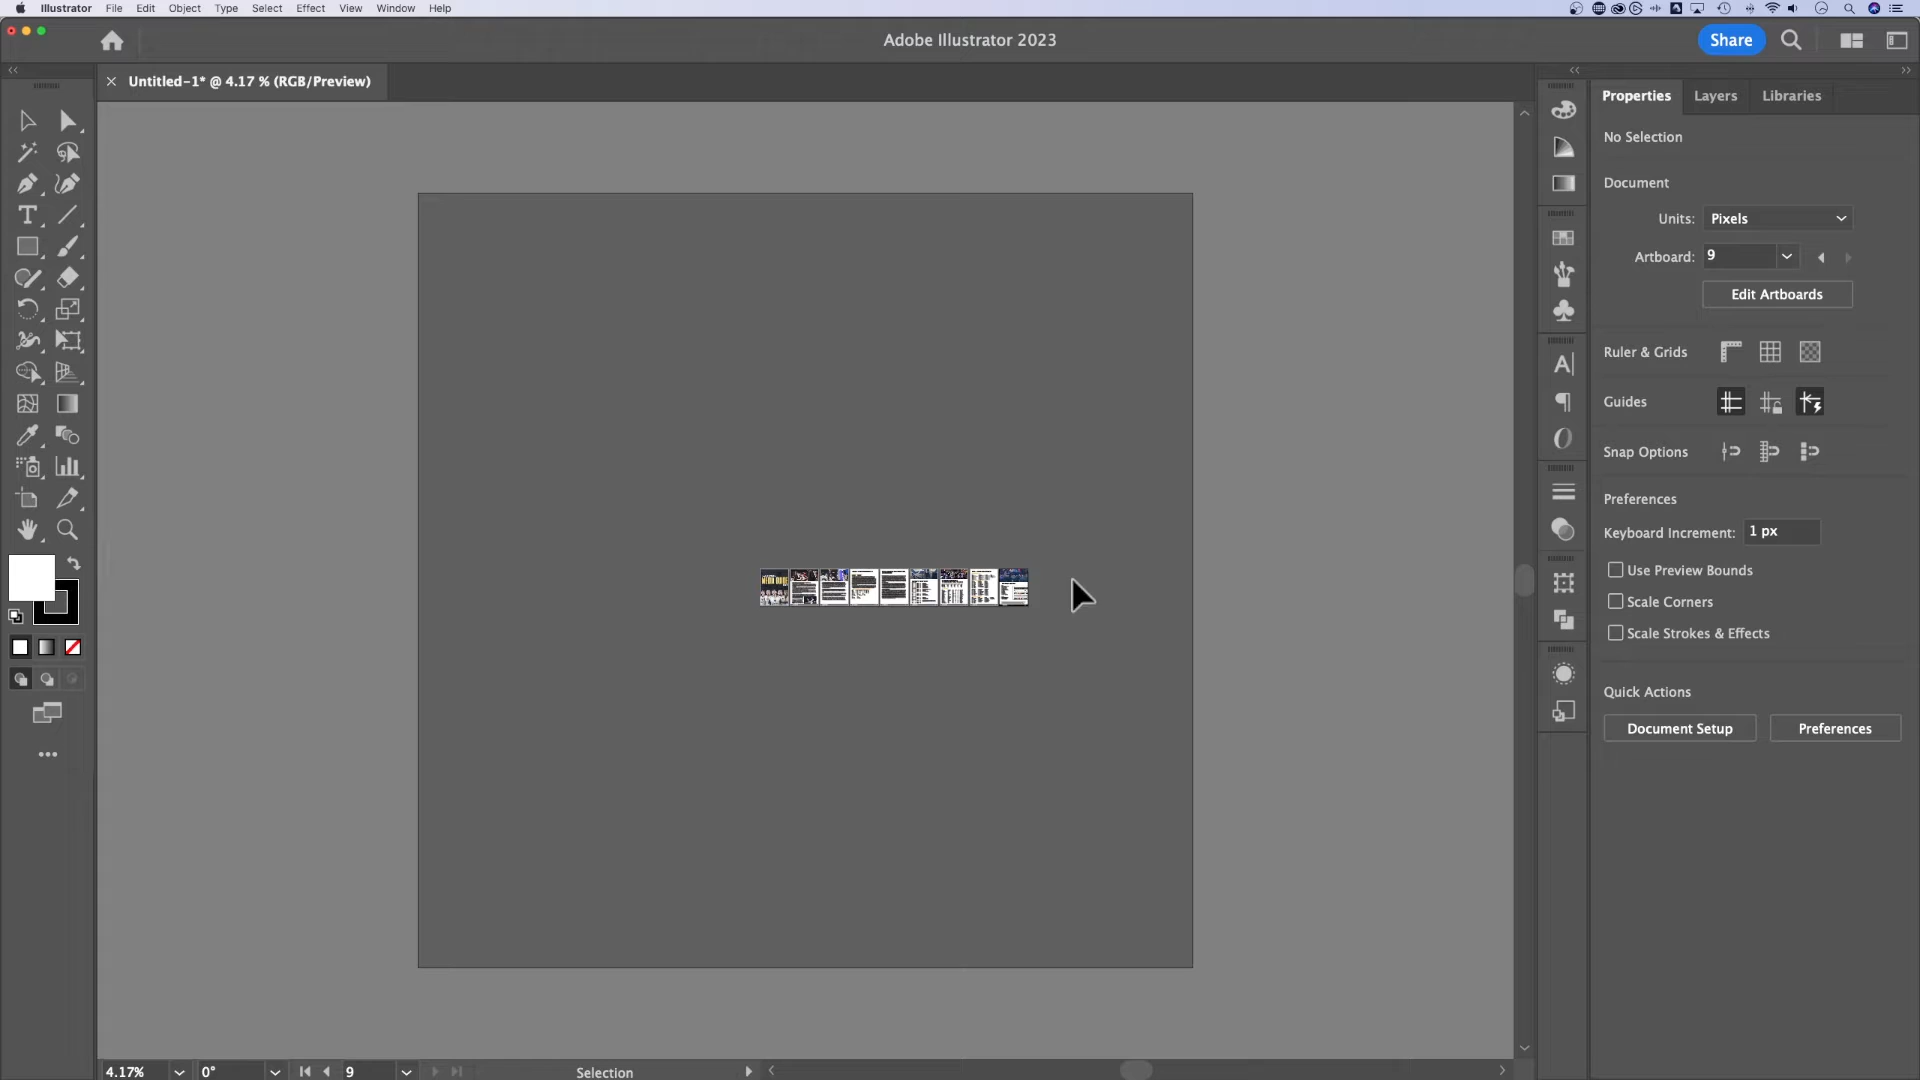 Illustrator File Edit Object Type Select Effect View Window Help
Adobe Illustrator 2023
Share
Untitled-1* @ 4.17 % (RGB/Preview)
Properties Layers Libraries
No Selection
Document
Units: Pixels
Artboard: 9
Edit Artboards
Ruler & Grids
Guides
Snap Options
Preferences
Keyboard Increment: 1 px
Use Preview Bounds
Scale Corners
Scale Strokes & Effects
Quick Actions
Document Setup Preferences
4.17% 0° 9 Selection